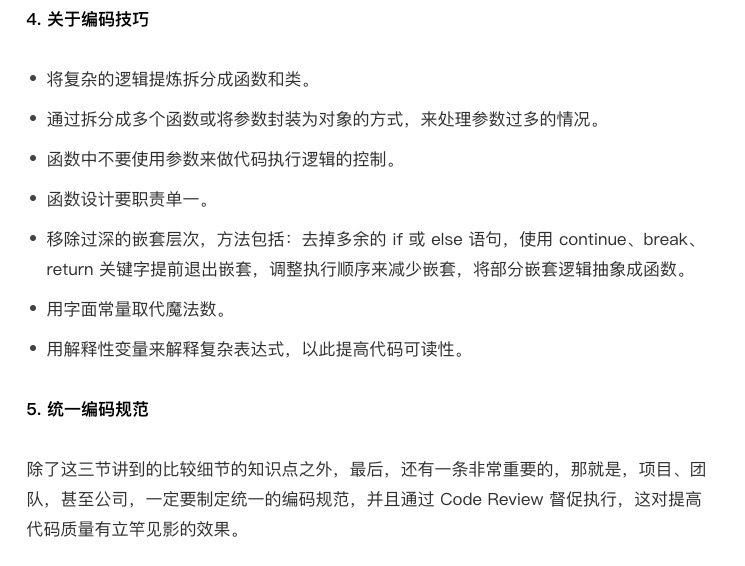 4. 关于编码技巧
• 将复杂的逻辑提炼拆分成函数和类。
• 通过拆分成多个函数或将参数封装为对象的方式，来处理参数过多的情况。
• 函数中不要使用参数来做代码执行逻辑的控制。
• 函数设计要职责单一。
• 移除过深的嵌套层次，方法包括：去掉多余的 if 或 else 语句，使用 continue、break、
return 关键字提前退出嵌套，调整执行顺序来减少嵌套，将部分嵌套逻辑抽象成函数。
• 用字面常量取代魔法数。
• 用解释性变量来解释复杂表达式，以此提高代码可读性。
5. 统一编码规范
除了这三节讲到的比较细节的知识点之外，最后，还有一条非常重要的，那就是，项目、团
队，甚至公司，一定要制定统一的编码规范，并且通过 Code Review 督促执行，这对提高
代码质量有立竿见影的效果。